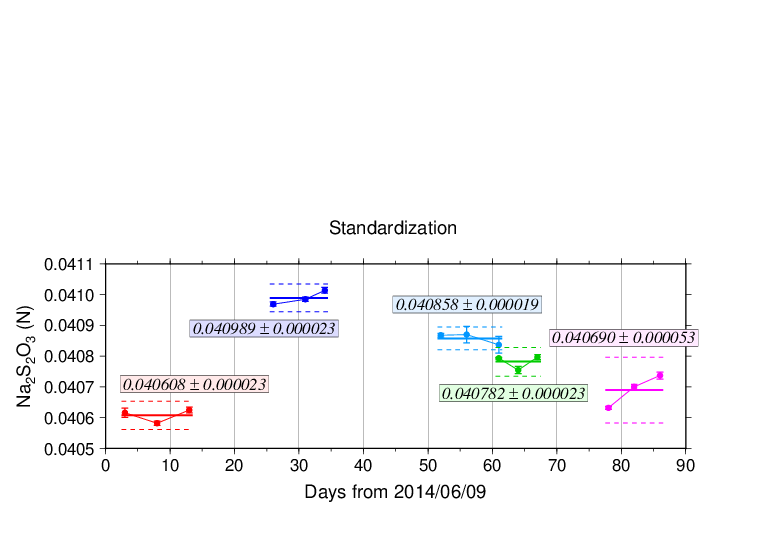 Standardization
Na2S2O3 (N)
0.0411
0.0410
0.0409
0.0408
0.0407
0.0406
0.0405
0.040608 ± 0.000023
0.040989 ± 0.000023
0.040858 ± 0.000019
0.040782 ± 0.000023
0.040690 ± 0.000053
0 10 20 30 40 50 60 70 80 90
Days from 2014/06/09